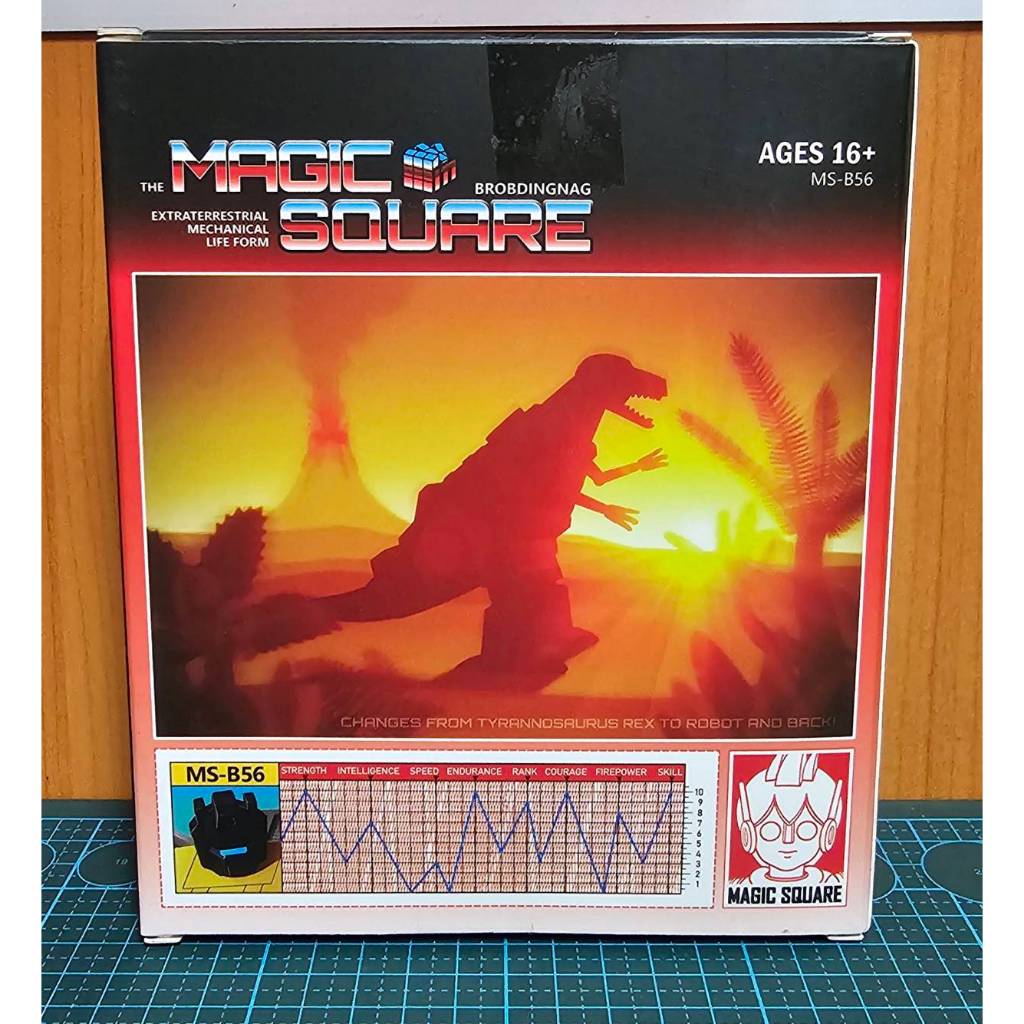 THE MAGIC
BROBDINGNAG
EXTRATERRESTRIAL
MECHANICAL
LIFE FORM
SQUARE
AGES 16+
MS-B56
CHANGES FROM TYRANNOSAURUS REX TO ROBOT AND BACK!
MS-B56
STRENGTH INTELLIGENCE SPEED ENDURANCE RANK COURAGE FIREPOWER SKILL
10
9
8
7
6
5
4
3
2
1
MAGIC SQUARE